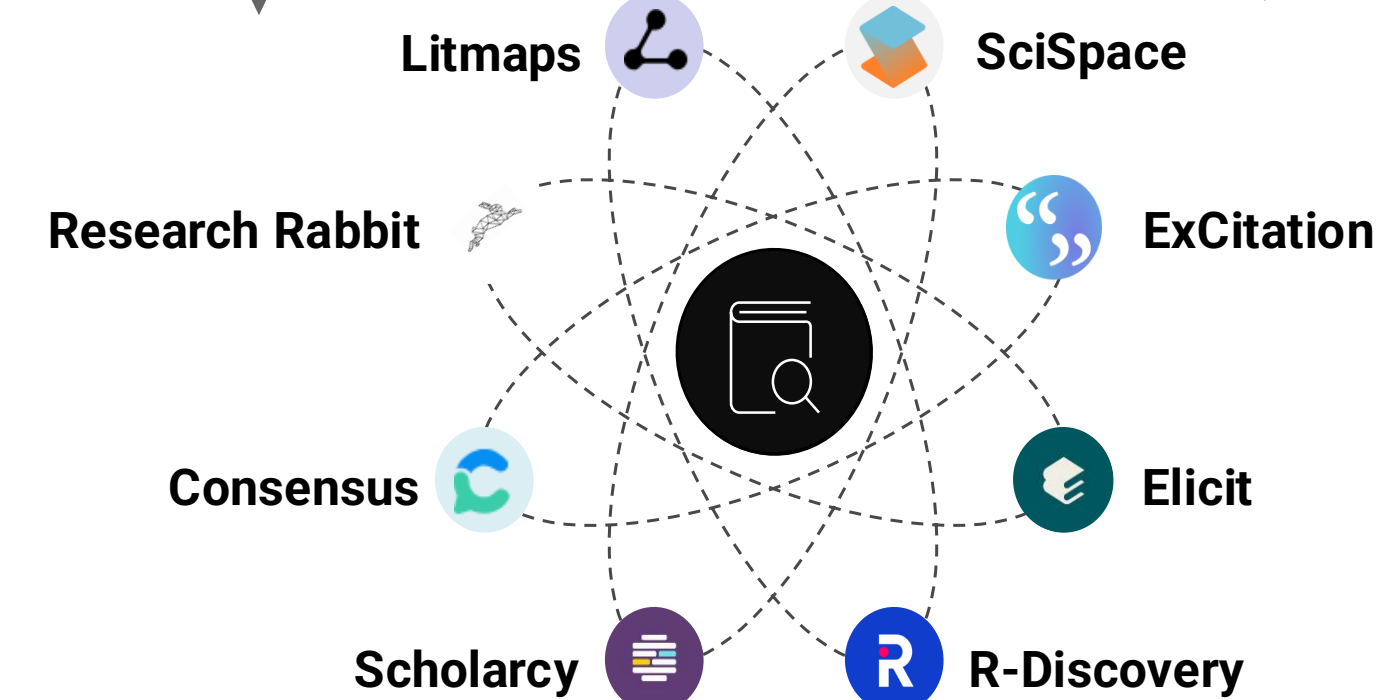 Litmaps
SciSpace
Research Rabbit
ExCitation
Consensus
Elicit
Scholarcy
R-Discovery